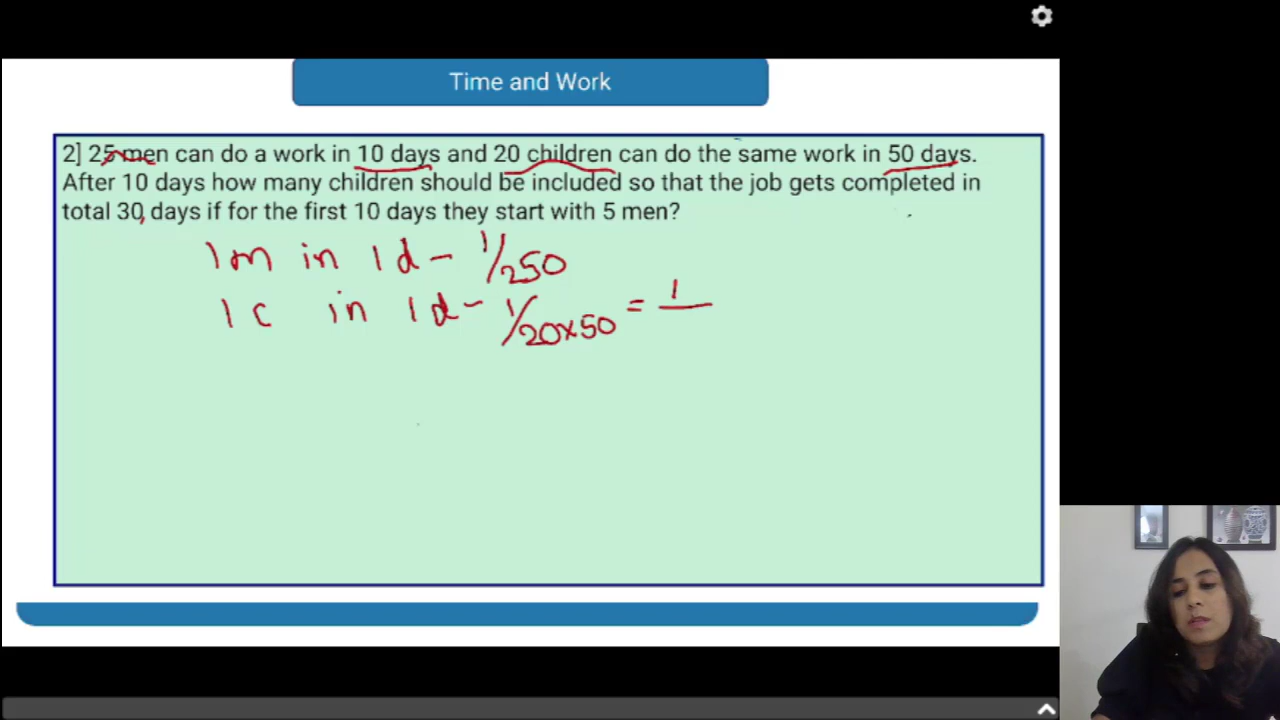 Time and Work
2] 25 men can do a work in 10 days and 20 children can do the same work in 50 days.
After 10 days how many children should be included so that the job gets completed in
total 30 days if for the first 10 days they start with 5 men?
1m in 1d - 1/250
1c in 1d - 1/20x50 = 1